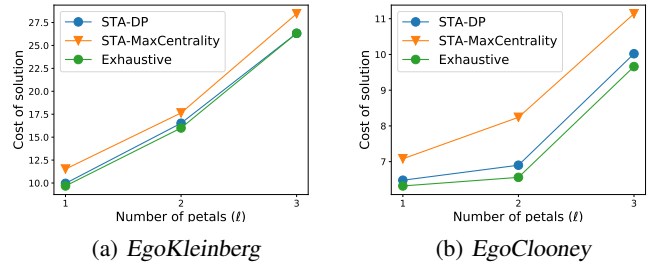 Cost of solution
27.5
25.0
22.5
20.0
17.5
15.0
12.5
10.0
STA-DP
STA-MaxCentrality
Exhaustive
1
2
3
Number of petals (ℓ)
(a) EgoKleinberg
Cost of solution
11
10
9
8
7
STA-DP
STA-MaxCentrality
Exhaustive
1
2
3
Number of petals (ℓ)
(b) EgoClooney